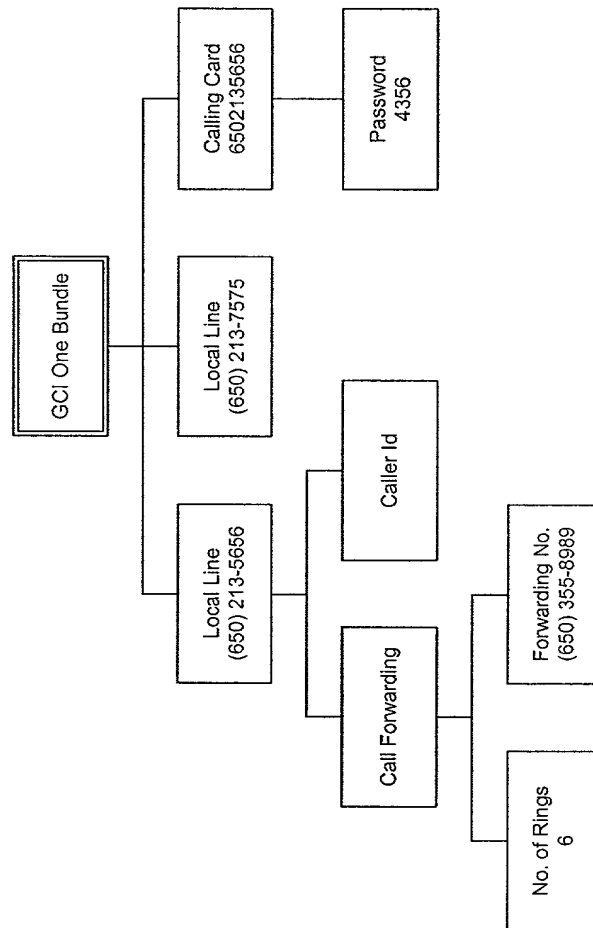 GCI One Bundle
Local Line
(650) 213-5656
Local Line
(650) 213-7575
Calling Card
6502135656
Call Forwarding
Caller Id
Password
4356
No. of Rings
6
Forwarding No.
(650) 355-8989